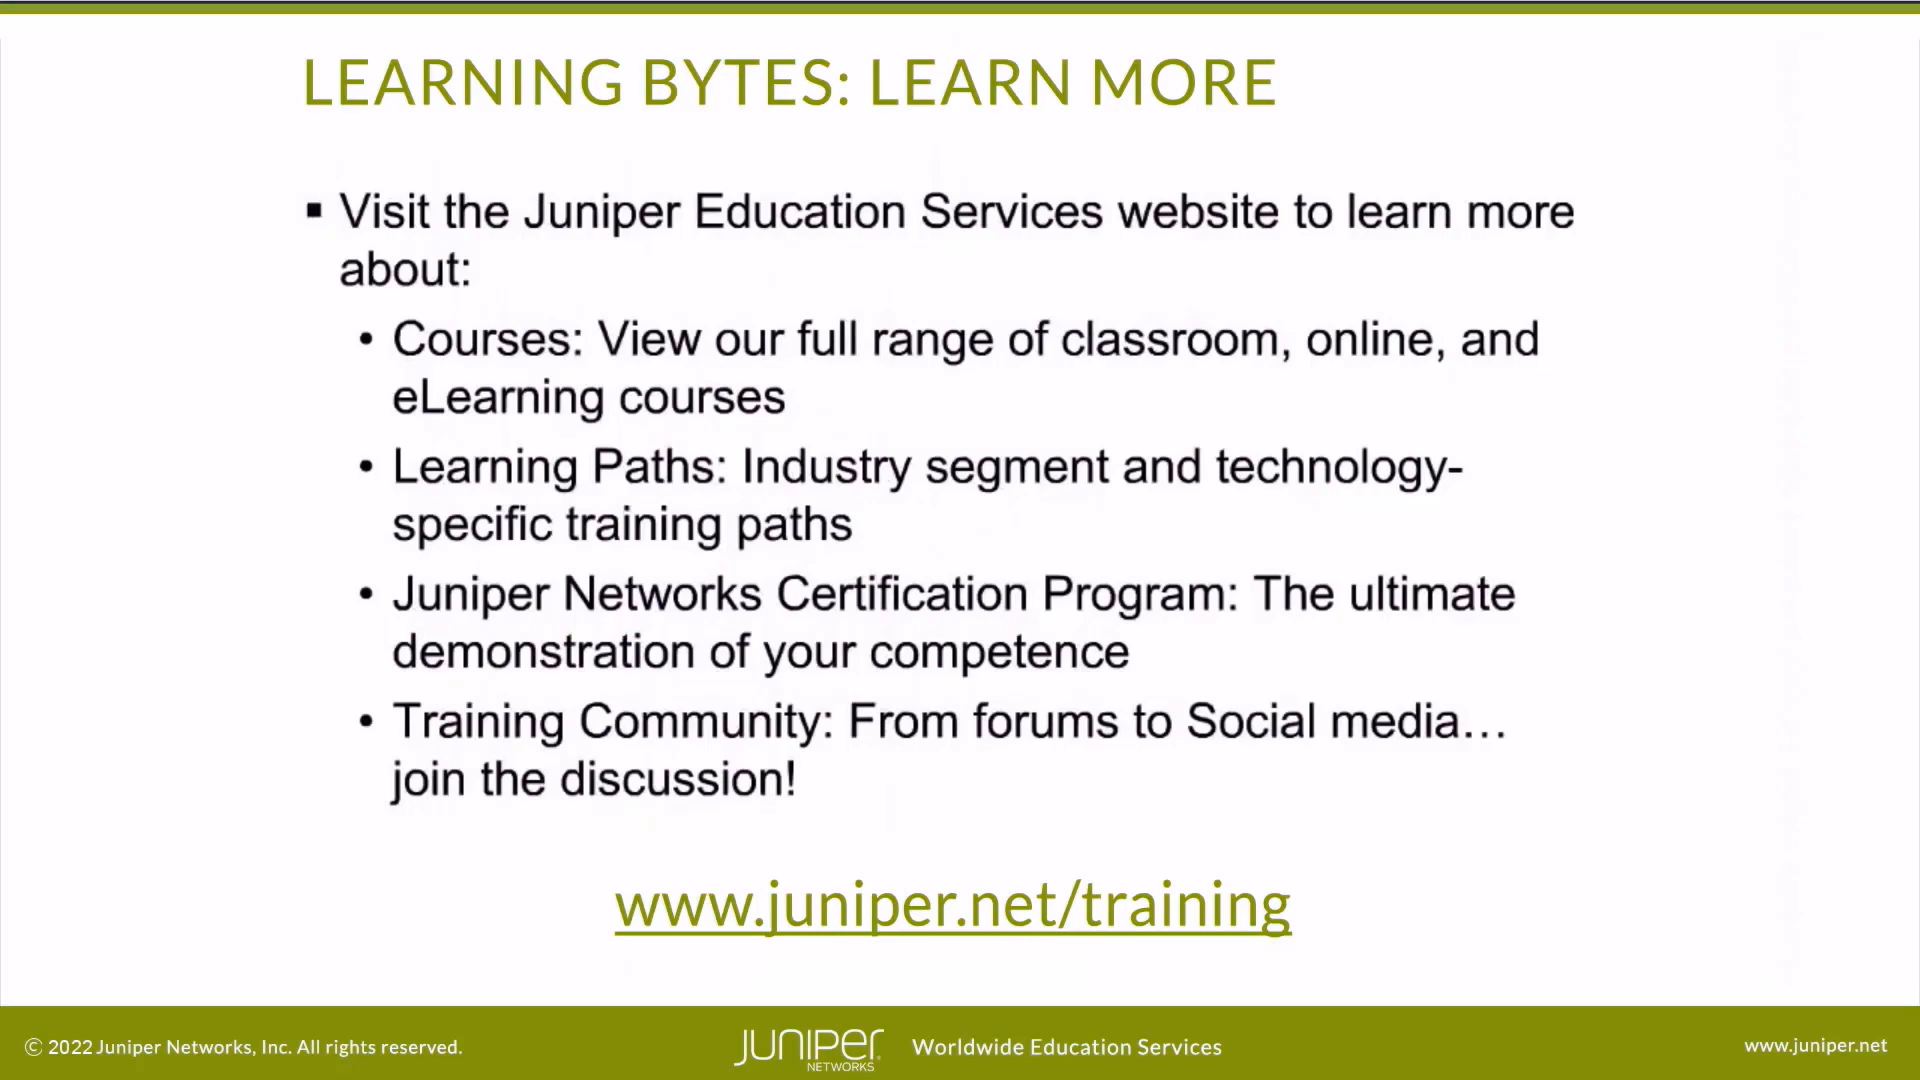 LEARNING BYTES: LEARN MORE
▪ Visit the Juniper Education Services website to learn more
about:
• Courses: View our full range of classroom, online, and
eLearning courses
• Learning Paths: Industry segment and technology-
specific training paths
• Juniper Networks Certification Program: The ultimate
demonstration of your competence
• Training Community: From forums to Social media…
join the discussion!
www.juniper.net/training
© 2022 Juniper Networks, Inc. All rights reserved.
JUNIPER
NETWORKS
Worldwide Education Services
www.juniper.net